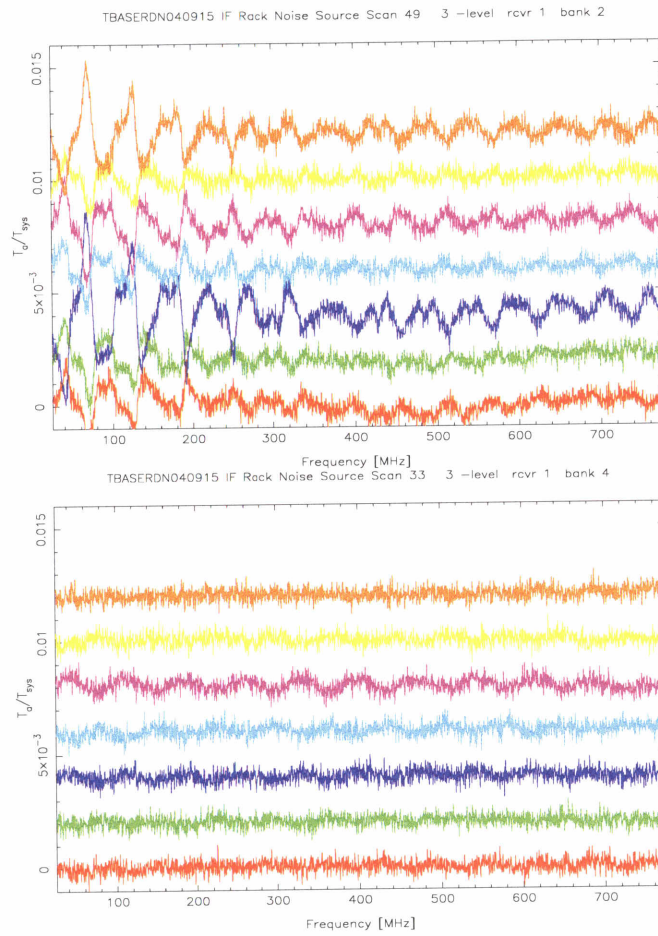 TBASERDN040915 IF Rack Noise Source Scan 49 3 -level rcvr 1 bank 2
0.015
0.01
5×10⁻³
0
Tₐ/Tsys
100 200 300 400 500 600 700
Frequency [MHz]
TBASERDN040915 IF Rack Noise Source Scan 33 3 -level rcvr 1 bank 4
0.015
0.01
5×10⁻³
0
Tₐ/Tsys
100 200 300 400 500 600 700
Frequency [MHz]